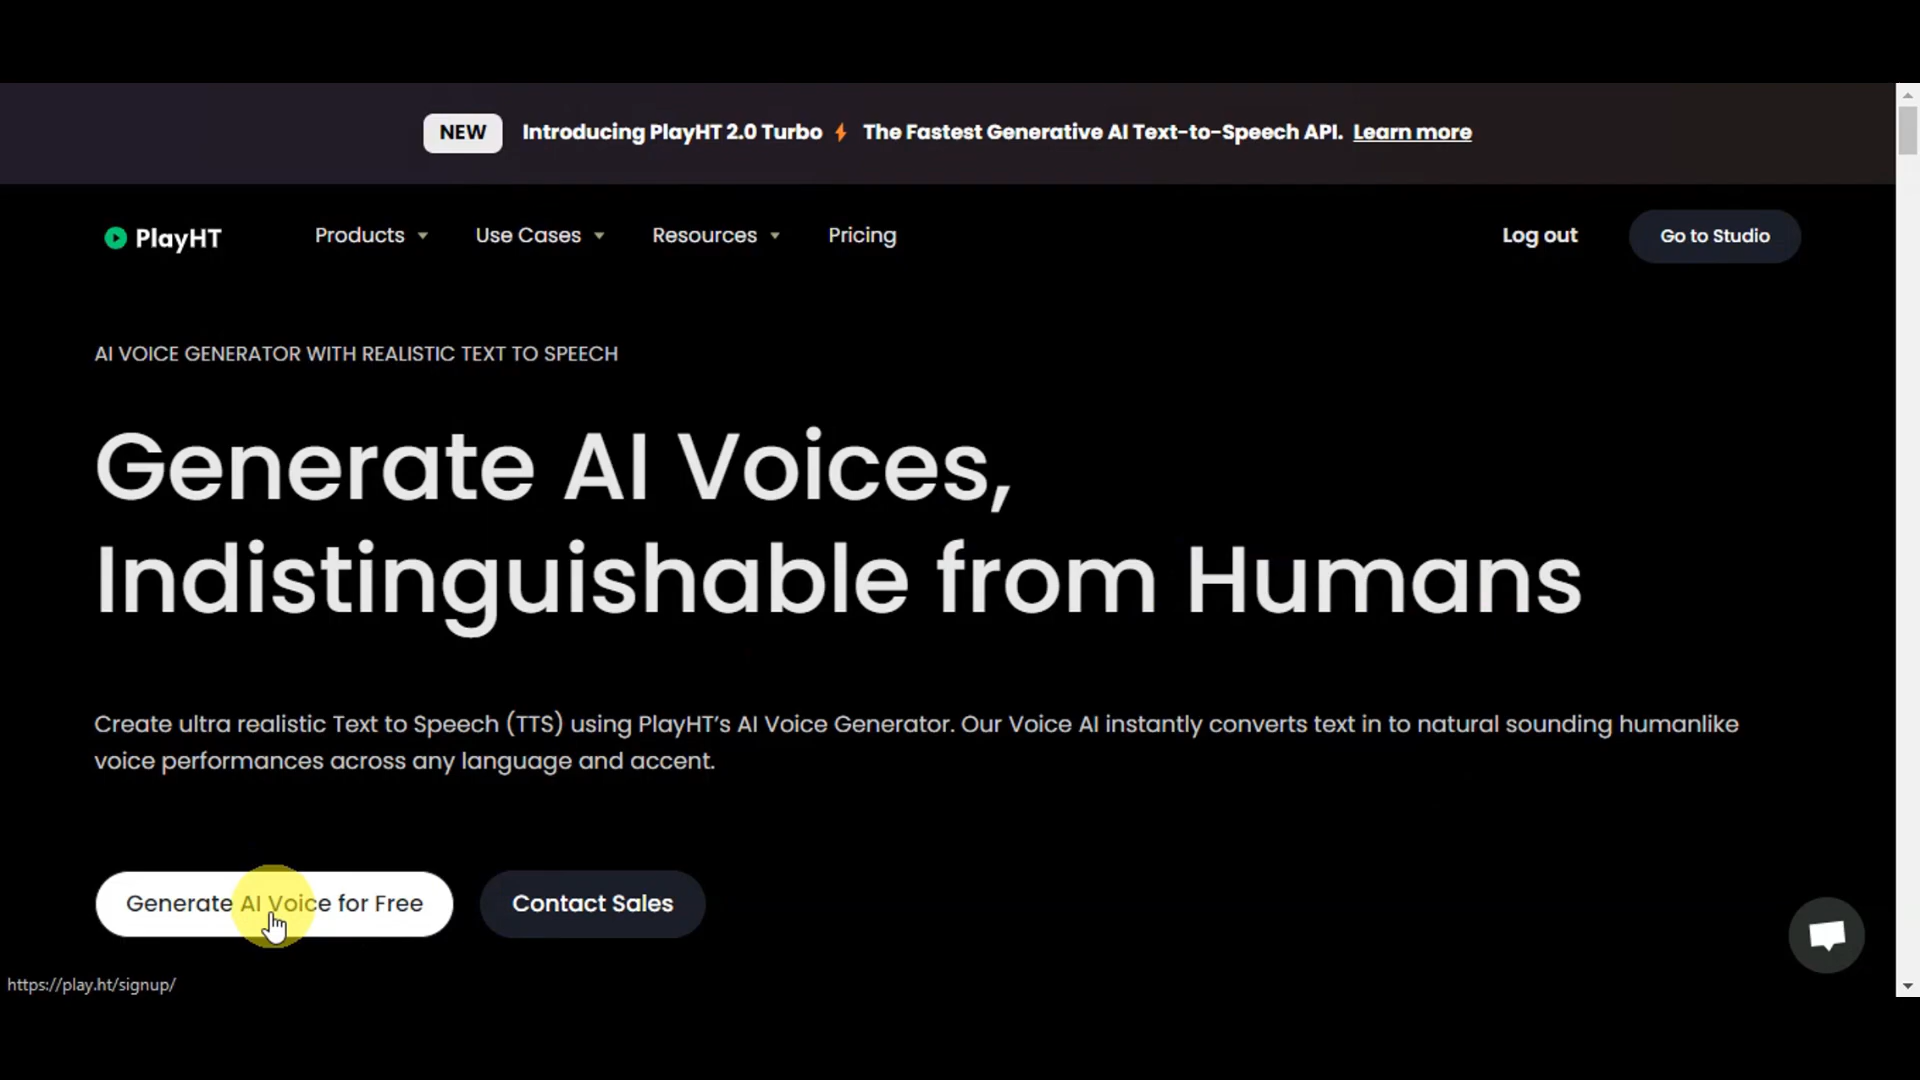 NEW Introducing PlayHT 2.0 Turbo ⚡ The Fastest Generative AI Text-to-Speech API. Learn more
PlayHT Products Use Cases Resources Pricing Log out Go to Studio
AI VOICE GENERATOR WITH REALISTIC TEXT TO SPEECH
Generate AI Voices,
Indistinguishable from Humans
Create ultra realistic Text to Speech (TTS) using PlayHT’s AI Voice Generator. Our Voice AI instantly converts text in to natural sounding humanlike
voice performances across any language and accent.
Generate AI Voice for Free Contact Sales
https://play.ht/signup/